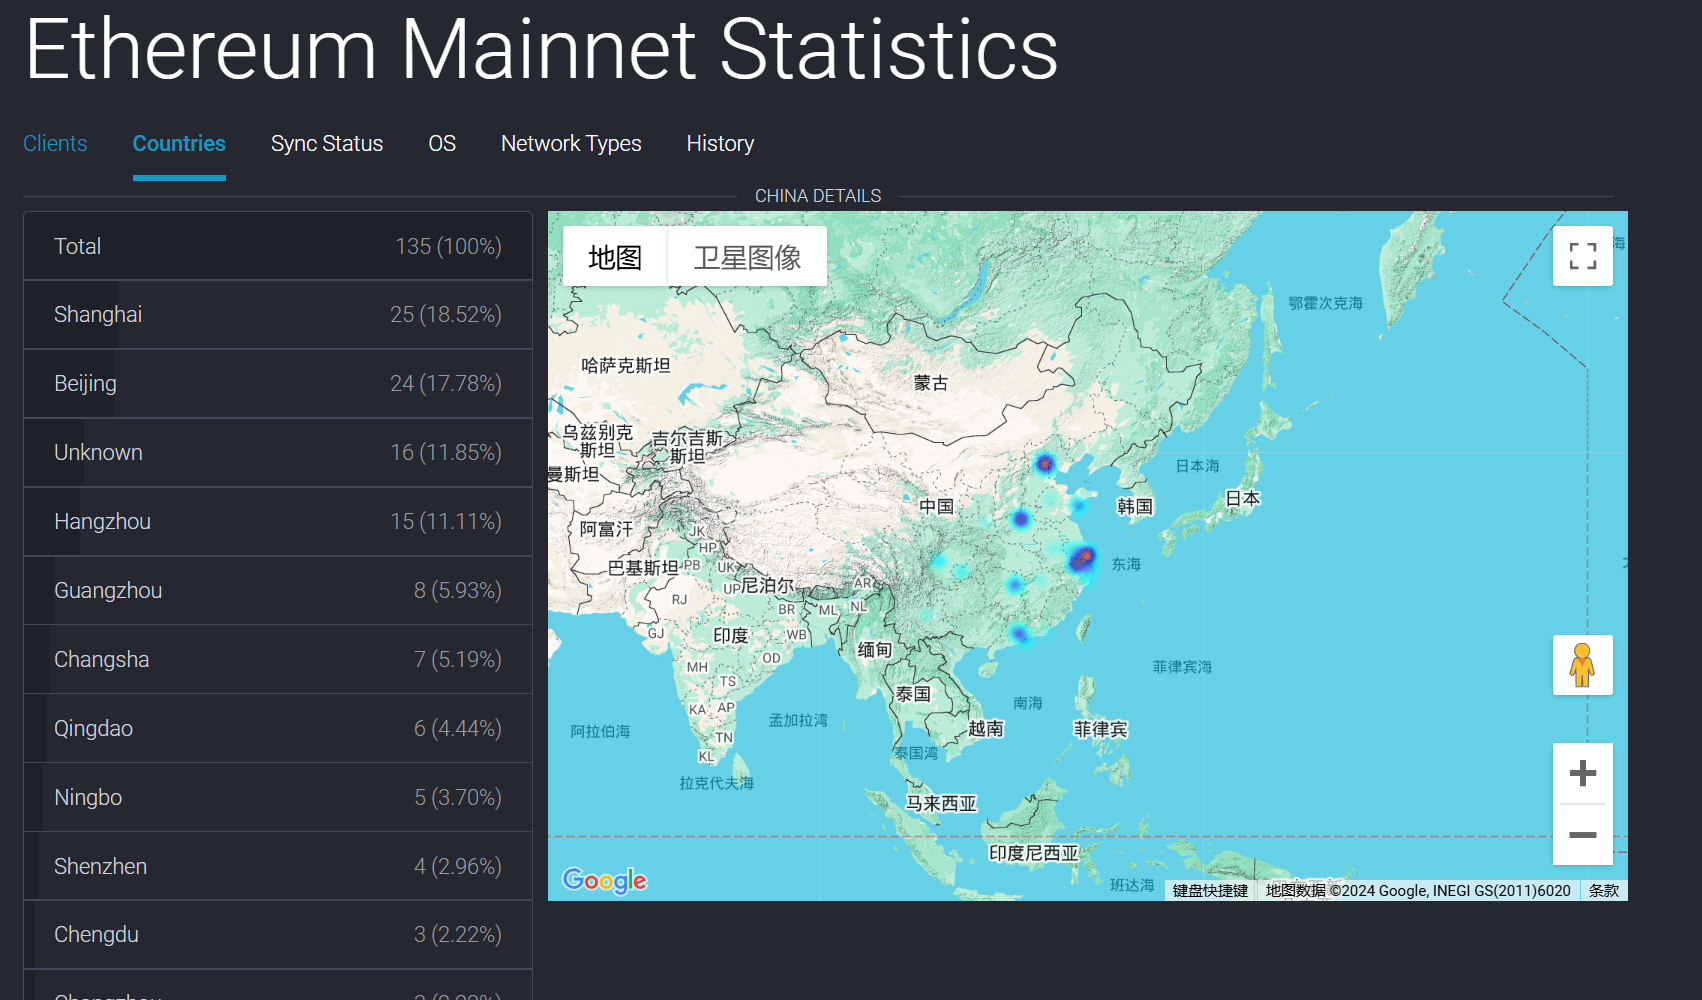 Ethereum Mainnet Statistics
Clients Countries Sync Status OS Network Types History
CHINA DETAILS
Total 135 (100%)
Shanghai 25 (18.52%)
Beijing 24 (17.78%)
Unknown 16 (11.85%)
Hangzhou 15 (11.11%)
Guangzhou 8 (5.93%)
Changsha 7 (5.19%)
Qingdao 6 (4.44%)
Ningbo 5 (3.70%)
Shenzhen 4 (2.96%)
Chengdu 3 (2.22%)
地图 卫星图像
海
鄂霍次克海
哈萨克斯坦
蒙古
乌兹别克
斯坦
吉尔吉斯
斯坦
曼斯坦
日本海
中国
韩国
日本
阿富汗
JK
HP
巴基斯坦
PB
UK
东海
UP
尼泊尔
AR
RJ
BR
ML
NL
GJ
印度
WB
缅甸
OD
MH
菲律宾海
TS
泰国
KA
AP
南海
孟加拉湾
阿拉伯海
越南
菲律宾
TN
KL
泰国湾
拉克代夫海
马来西亚
印度尼西亚
班达海
Google
键盘快捷键 地图数据 ©2024 Google, INEGI GS(2011)6020 条款